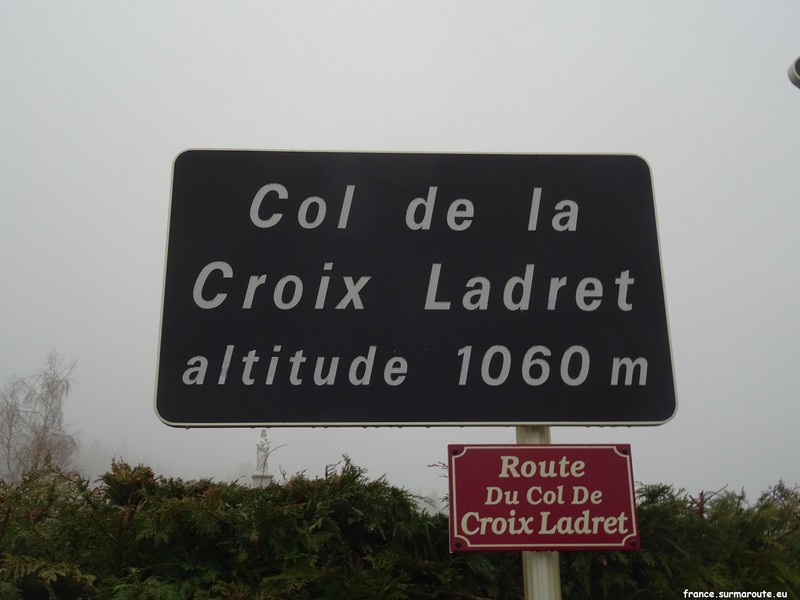 Col de la
Croix Ladret
altitude 1060 m
Route
Du Col De
Croix Ladret
france.surmaroute.eu